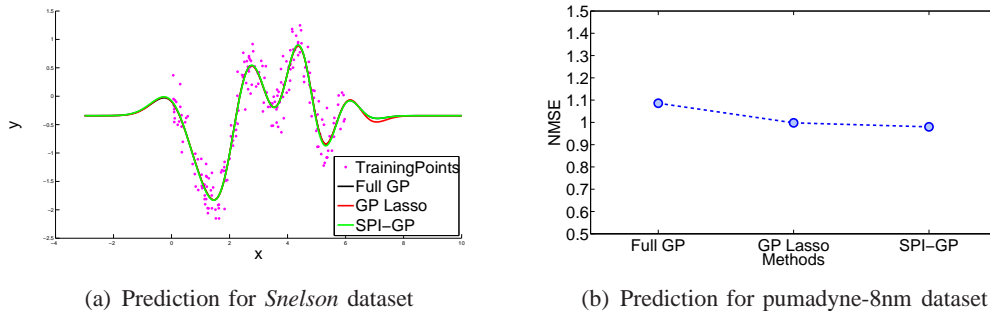 1.5
1
0.5
0
−0.5
−1
−1.5
−2
−2.5
−4
−2
0
2
4
6
8
10
y
x
TrainingPoints
Full GP
GP Lasso
SPI−GP
(a) Prediction for Snelson dataset
1.5
1.4
1.3
1.2
1.1
1
0.9
0.8
0.7
0.6
0.5
NMSE
Full GP
GP Lasso
SPI−GP
Methods
(b) Prediction for pumadyne-8nm dataset